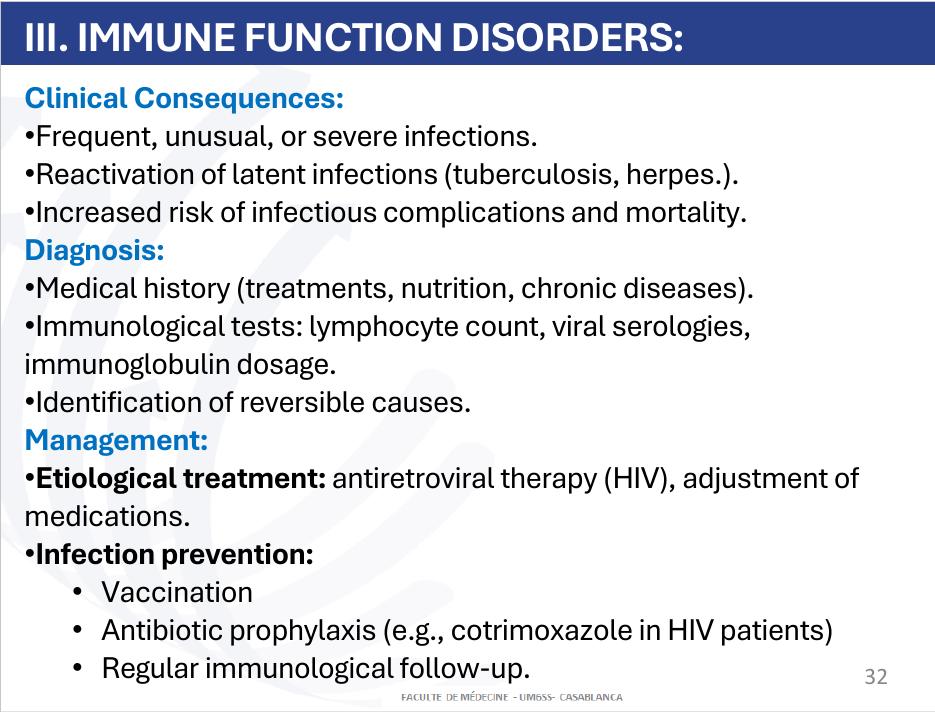 III. IMMUNE FUNCTION DISORDERS:
Clinical Consequences:
•Frequent, unusual, or severe infections.
•Reactivation of latent infections (tuberculosis, herpes.).
•Increased risk of infectious complications and mortality.
Diagnosis:
•Medical history (treatments, nutrition, chronic diseases).
•Immunological tests: lymphocyte count, viral serologies,
immunoglobulin dosage.
•Identification of reversible causes.
Management:
•Etiological treatment: antiretroviral therapy (HIV), adjustment of
medications.
•Infection prevention:
• Vaccination
• Antibiotic prophylaxis (e.g., cotrimoxazole in HIV patients)
• Regular immunological follow-up.
32
FACULTE DE MÉDECINE - UM6SS- CASABLANCA